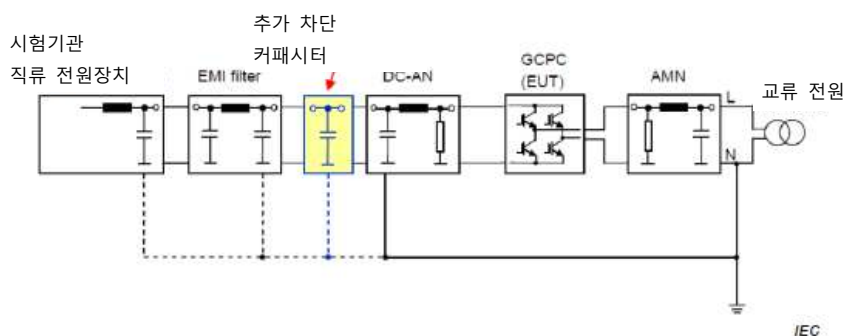 시험기관
직류 전원장치
추가 차단
커패시터
EMI filter
DC-AN
GCPC
(EUT)
AMN
L
N
교류 전원
IEC